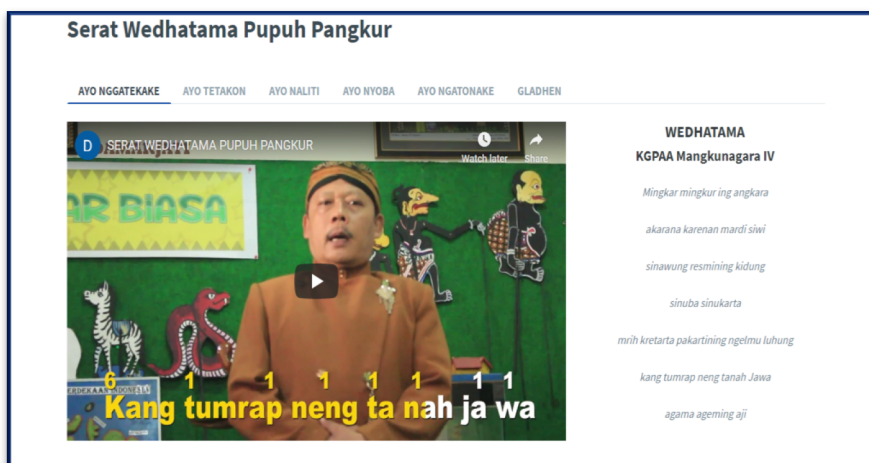 Serat Wedhatama Pupuh Pangkur
AYO NGGATEKAKE AYO TETAKON AYO NALITI AYO NYOBA AYO NGATONAKE GLADHEN
D SERAT WEDHATAMA PUPUH PANGKUR
Watch later Share
AR BIASA
6 1 1 1 1 1 1 1
Kang tumrap neng ta nah ja wa
WEDHATAMA
KGPAA Mangkunagara IV
Mingkar mingkur ing angkara
akarana karenan mardi siwi
sinawung resmining kidung
sinuba sinukarta
mrih kretarta pakartining ngelmu luhung
kang tumrap neng tanah Jawa
agama ageming aji